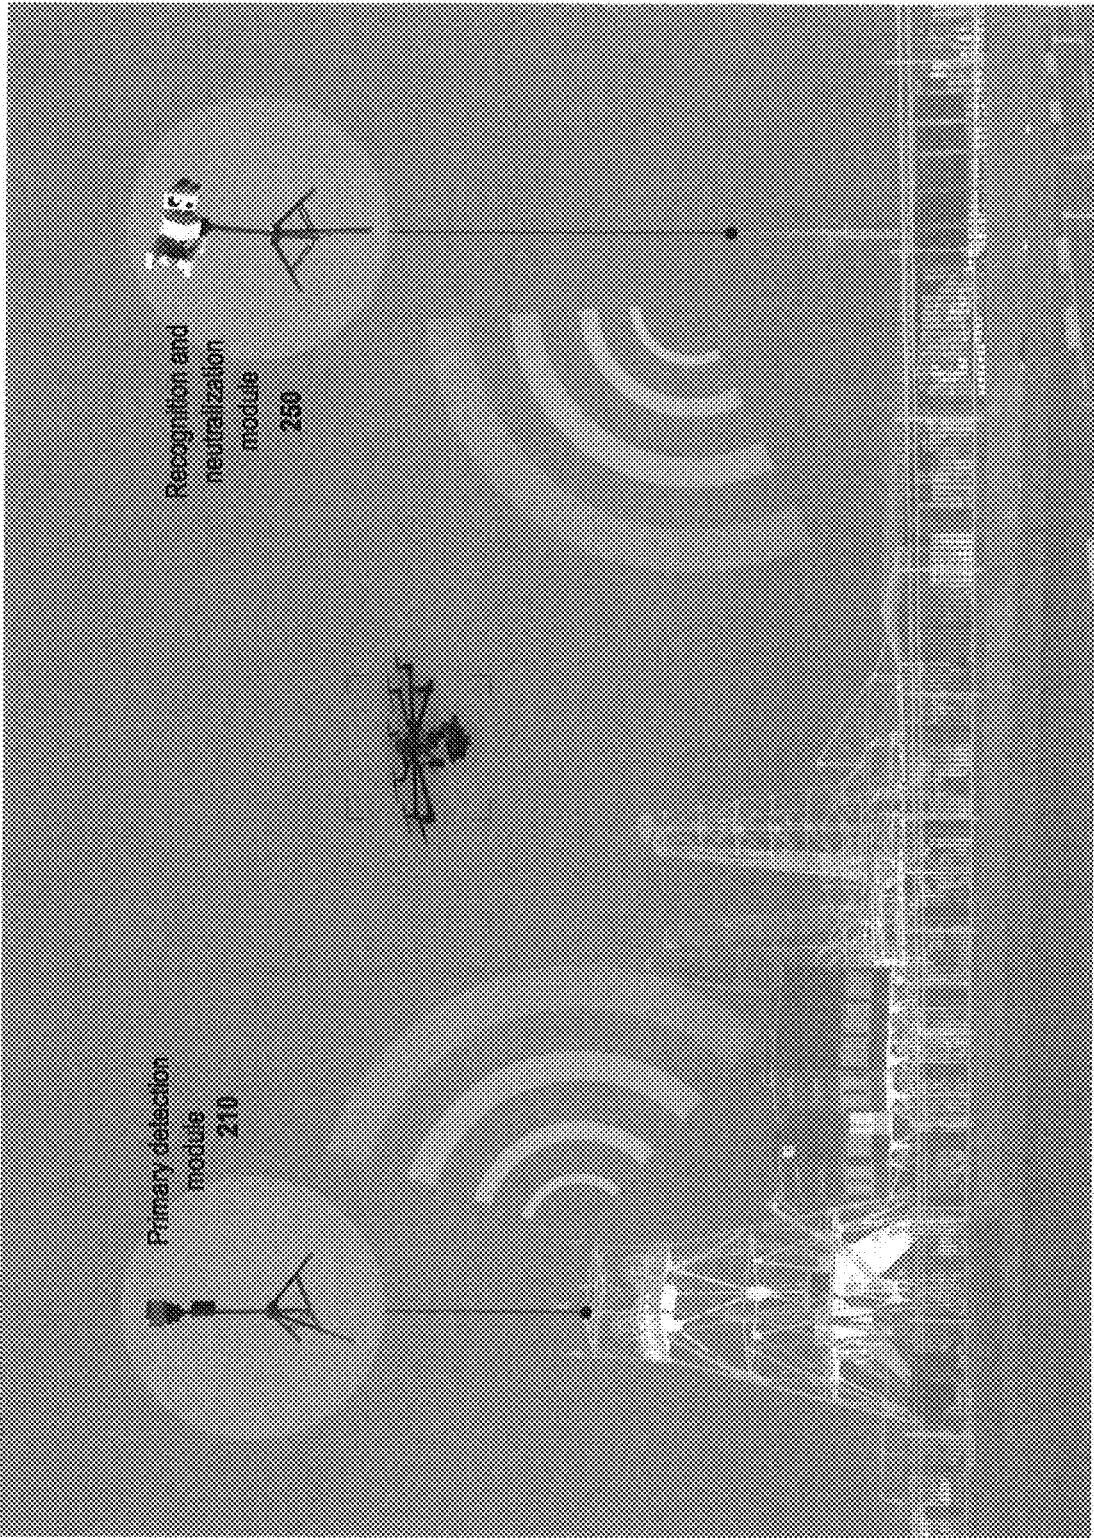 Primary detection
module
210
Recognition and
neutralization
module
250